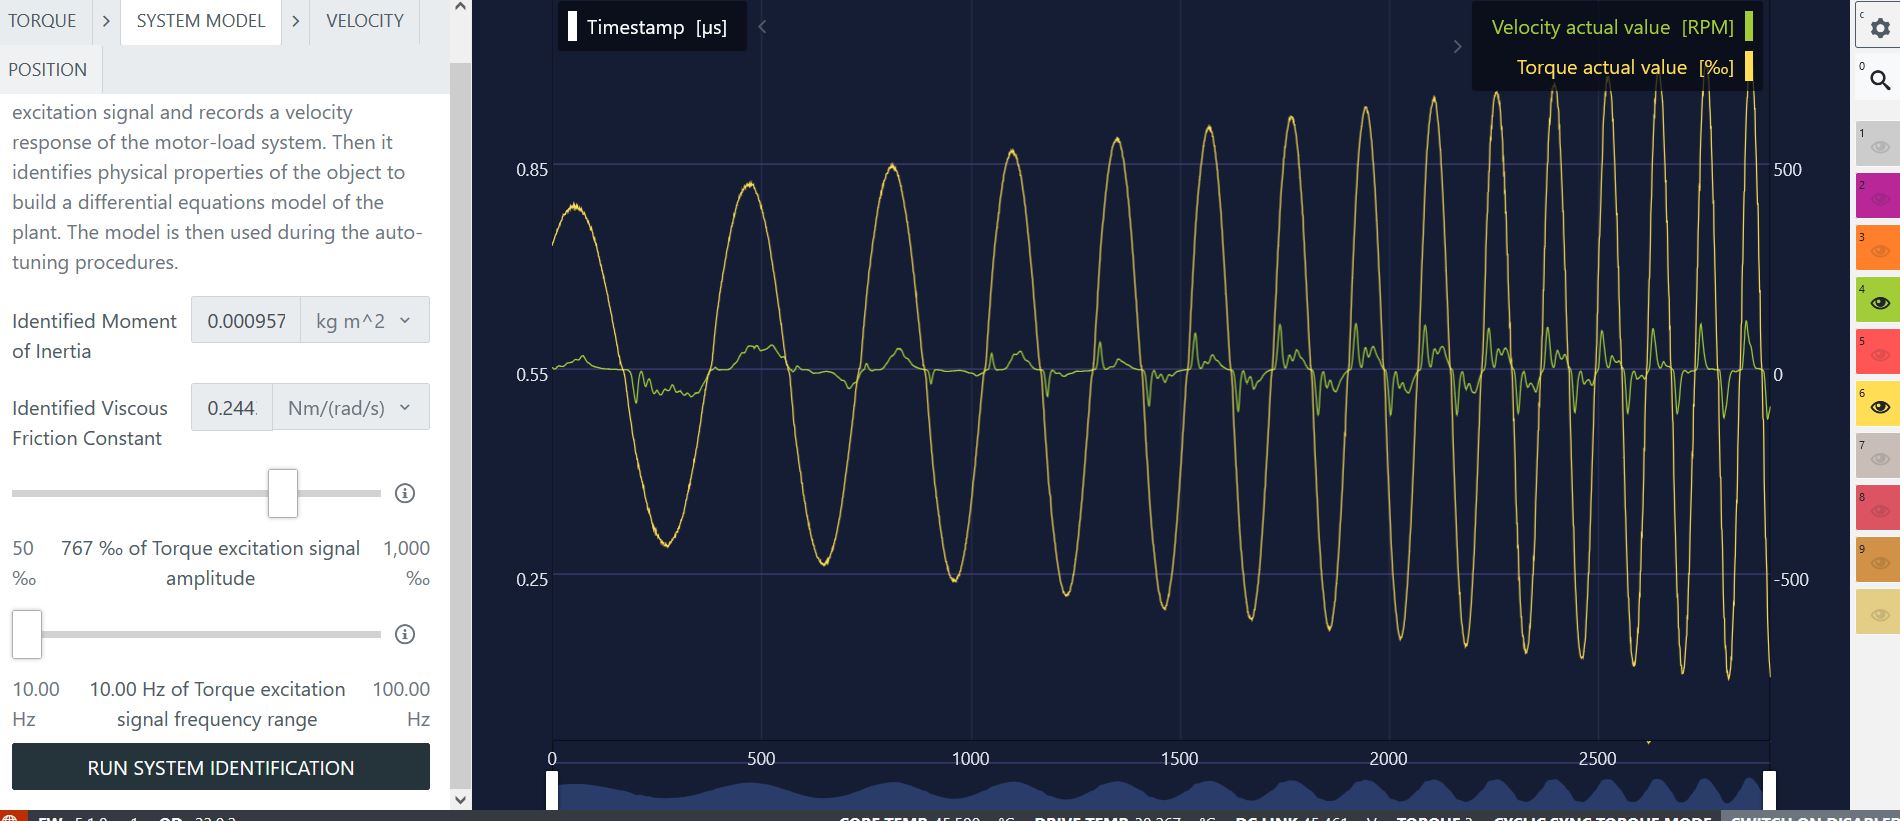 TORQUE
SYSTEM MODEL
VELOCITY
POSITION
excitation signal and records a velocity
response of the motor-load system. Then it
identifies physical properties of the object to
build a differential equations model of the
plant. The model is then used during the auto-
tuning procedures.
Identified Moment
of Inertia
0.000957
kg m^2
Identified Viscous
Friction Constant
0.244
Nm/(rad/s)
50
‰
767 ‰ of Torque excitation signal
amplitude
1,000
‰
10.00
Hz
10.00 Hz of Torque excitation
signal frequency range
100.00
Hz
RUN SYSTEM IDENTIFICATION
Timestamp [µs]
Velocity actual value [RPM]
Torque actual value [‰]
0.85
0.55
0.25
500
0
-500
0
500
1000
1500
2000
2500
c
0
1
2
3
4
5
6
7
8
9